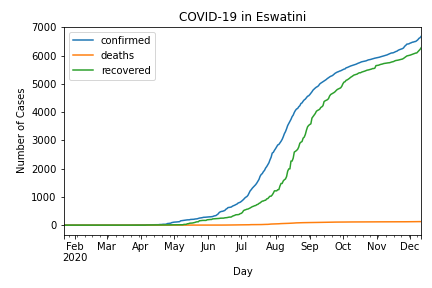 COVID-19 in Eswatini
7000
6000
5000
4000
3000
2000
1000
0
Number of Cases
confirmed
deaths
recovered
Feb Mar Apr May Jun Jul Aug Sep Oct Nov Dec
2020
Day